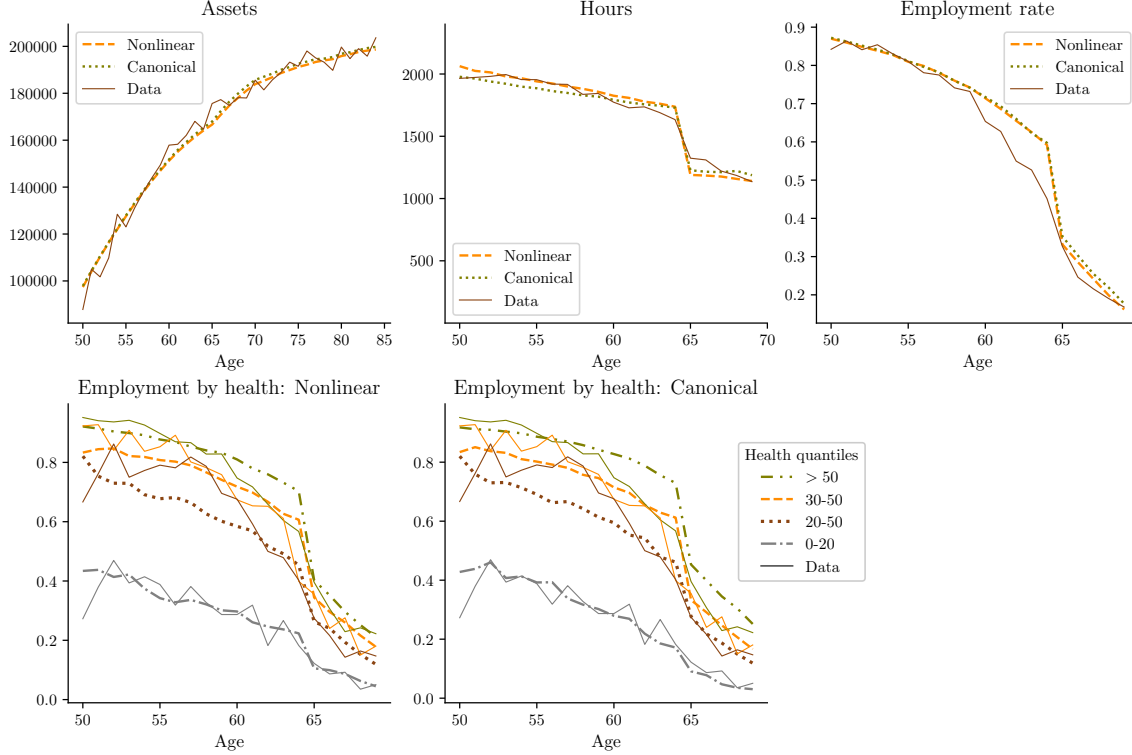 Assets
Nonlinear
Canonical
Data
200000
180000
160000
140000
120000
100000
50 55 60 65 70 75 80 85
Age
Hours
2000
1500
1000
500
Nonlinear
Canonical
Data
50 55 60 65 70
Age
Employment rate
Nonlinear
Canonical
Data
0.9
0.8
0.7
0.6
0.5
0.4
0.3
0.2
50 55 60 65
Age
Employment by health: Nonlinear
0.8
0.6
0.4
0.2
0.0
50 55 60 65
Age
Employment by health: Canonical
0.8
0.6
0.4
0.2
0.0
50 55 60 65
Age
Health quantiles
> 50
30-50
20-50
0-20
Data